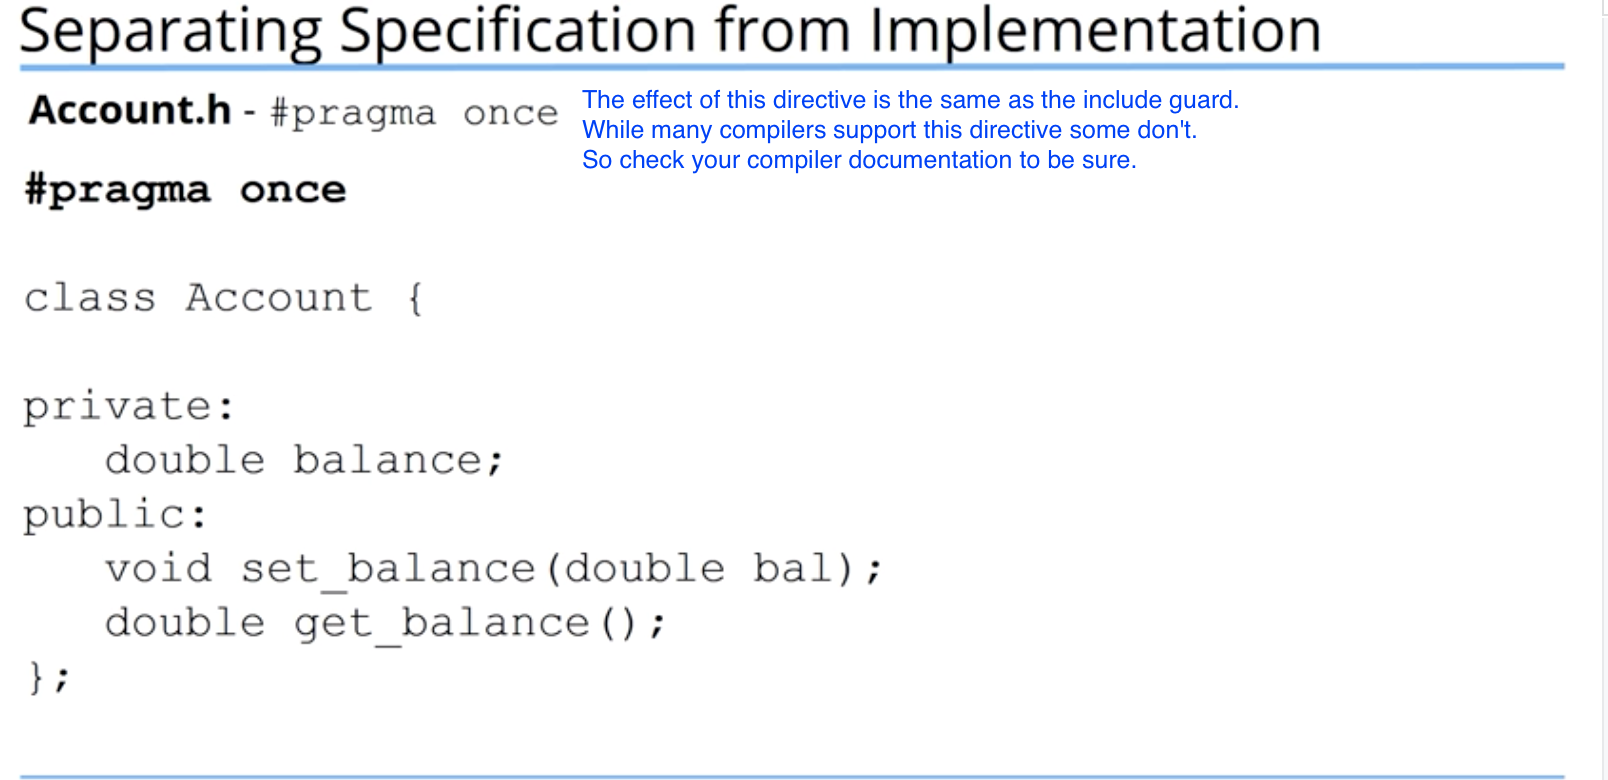 Separating Specification from Implementation
Account.h - #pragma once
The effect of this directive is the same as the include guard.
While many compilers support this directive some don't.
So check your compiler documentation to be sure.
#pragma once
class Account {
private:
double balance;
public:
void set_balance(double bal);
double get_balance();
};